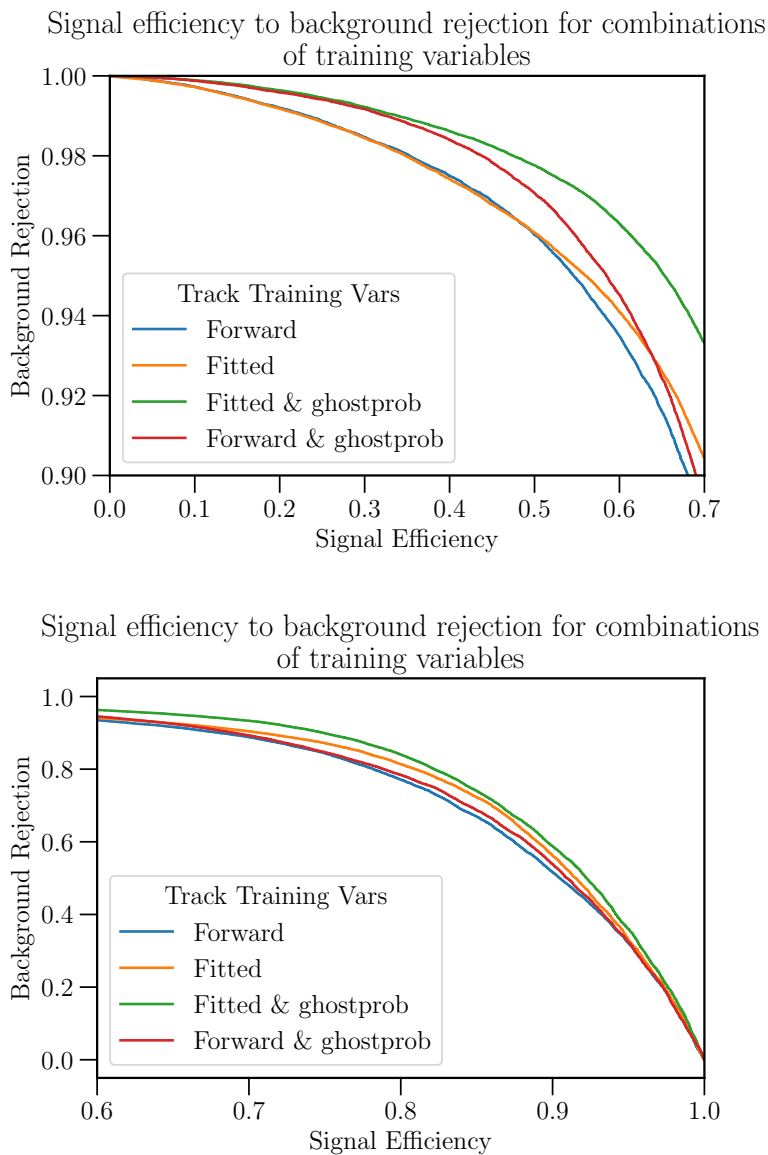 Signal efficiency to background rejection for combinations
of training variables
Background Rejection
1.00
0.98
0.96
0.94
0.92
0.90
Track Training Vars
Forward
Fitted
Fitted & ghostprob
Forward & ghostprob
0.0 0.1 0.2 0.3 0.4 0.5 0.6 0.7
Signal Efficiency
Signal efficiency to background rejection for combinations
of training variables
Background Rejection
1.0
0.8
0.6
0.4
0.2
0.0
Track Training Vars
Forward
Fitted
Fitted & ghostprob
Forward & ghostprob
0.6 0.7 0.8 0.9 1.0
Signal Efficiency